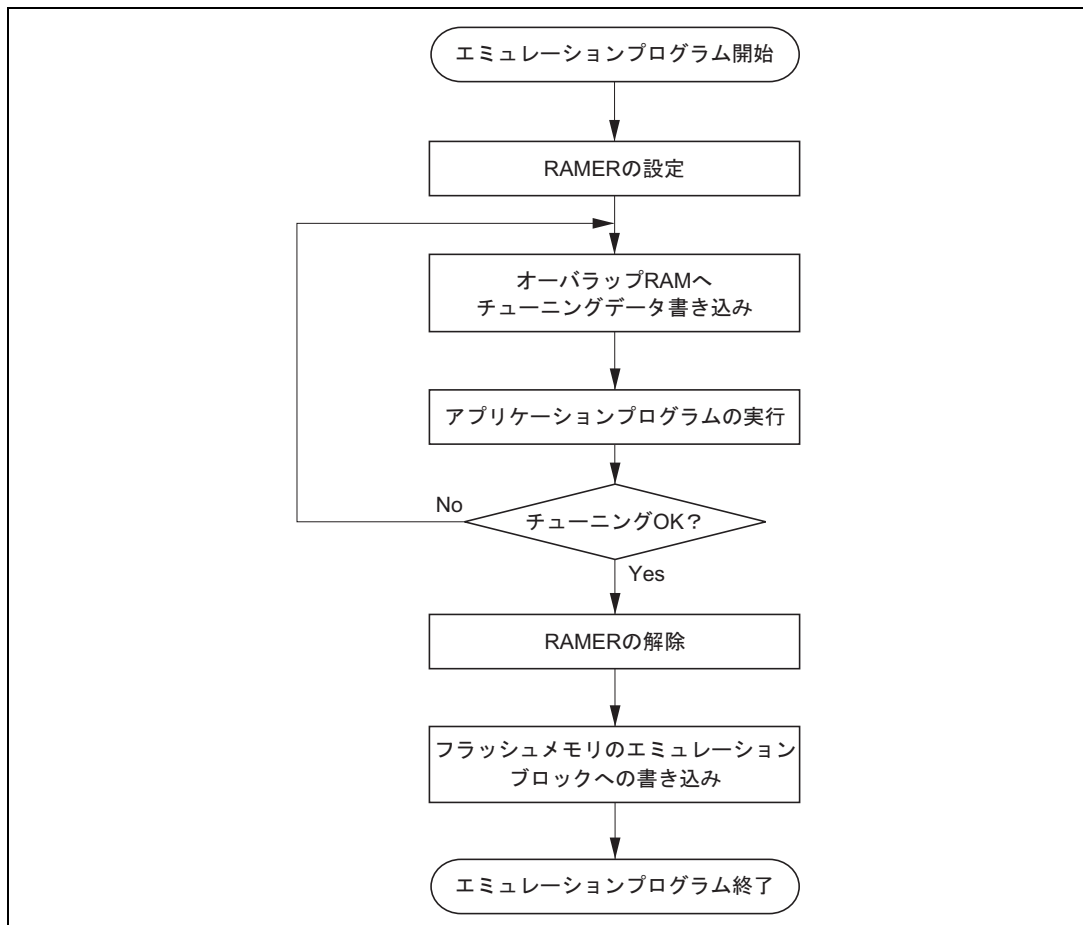 エミュレーションプログラム開始
RAMERの設定
オーバラップRAMへ
チューニングデータ書き込み
アプリケーションプログラムの実行
No
チューニングOK？
Yes
RAMERの解除
フラッシュメモリのエミュレーション
ブロックへの書き込み
エミュレーションプログラム終了